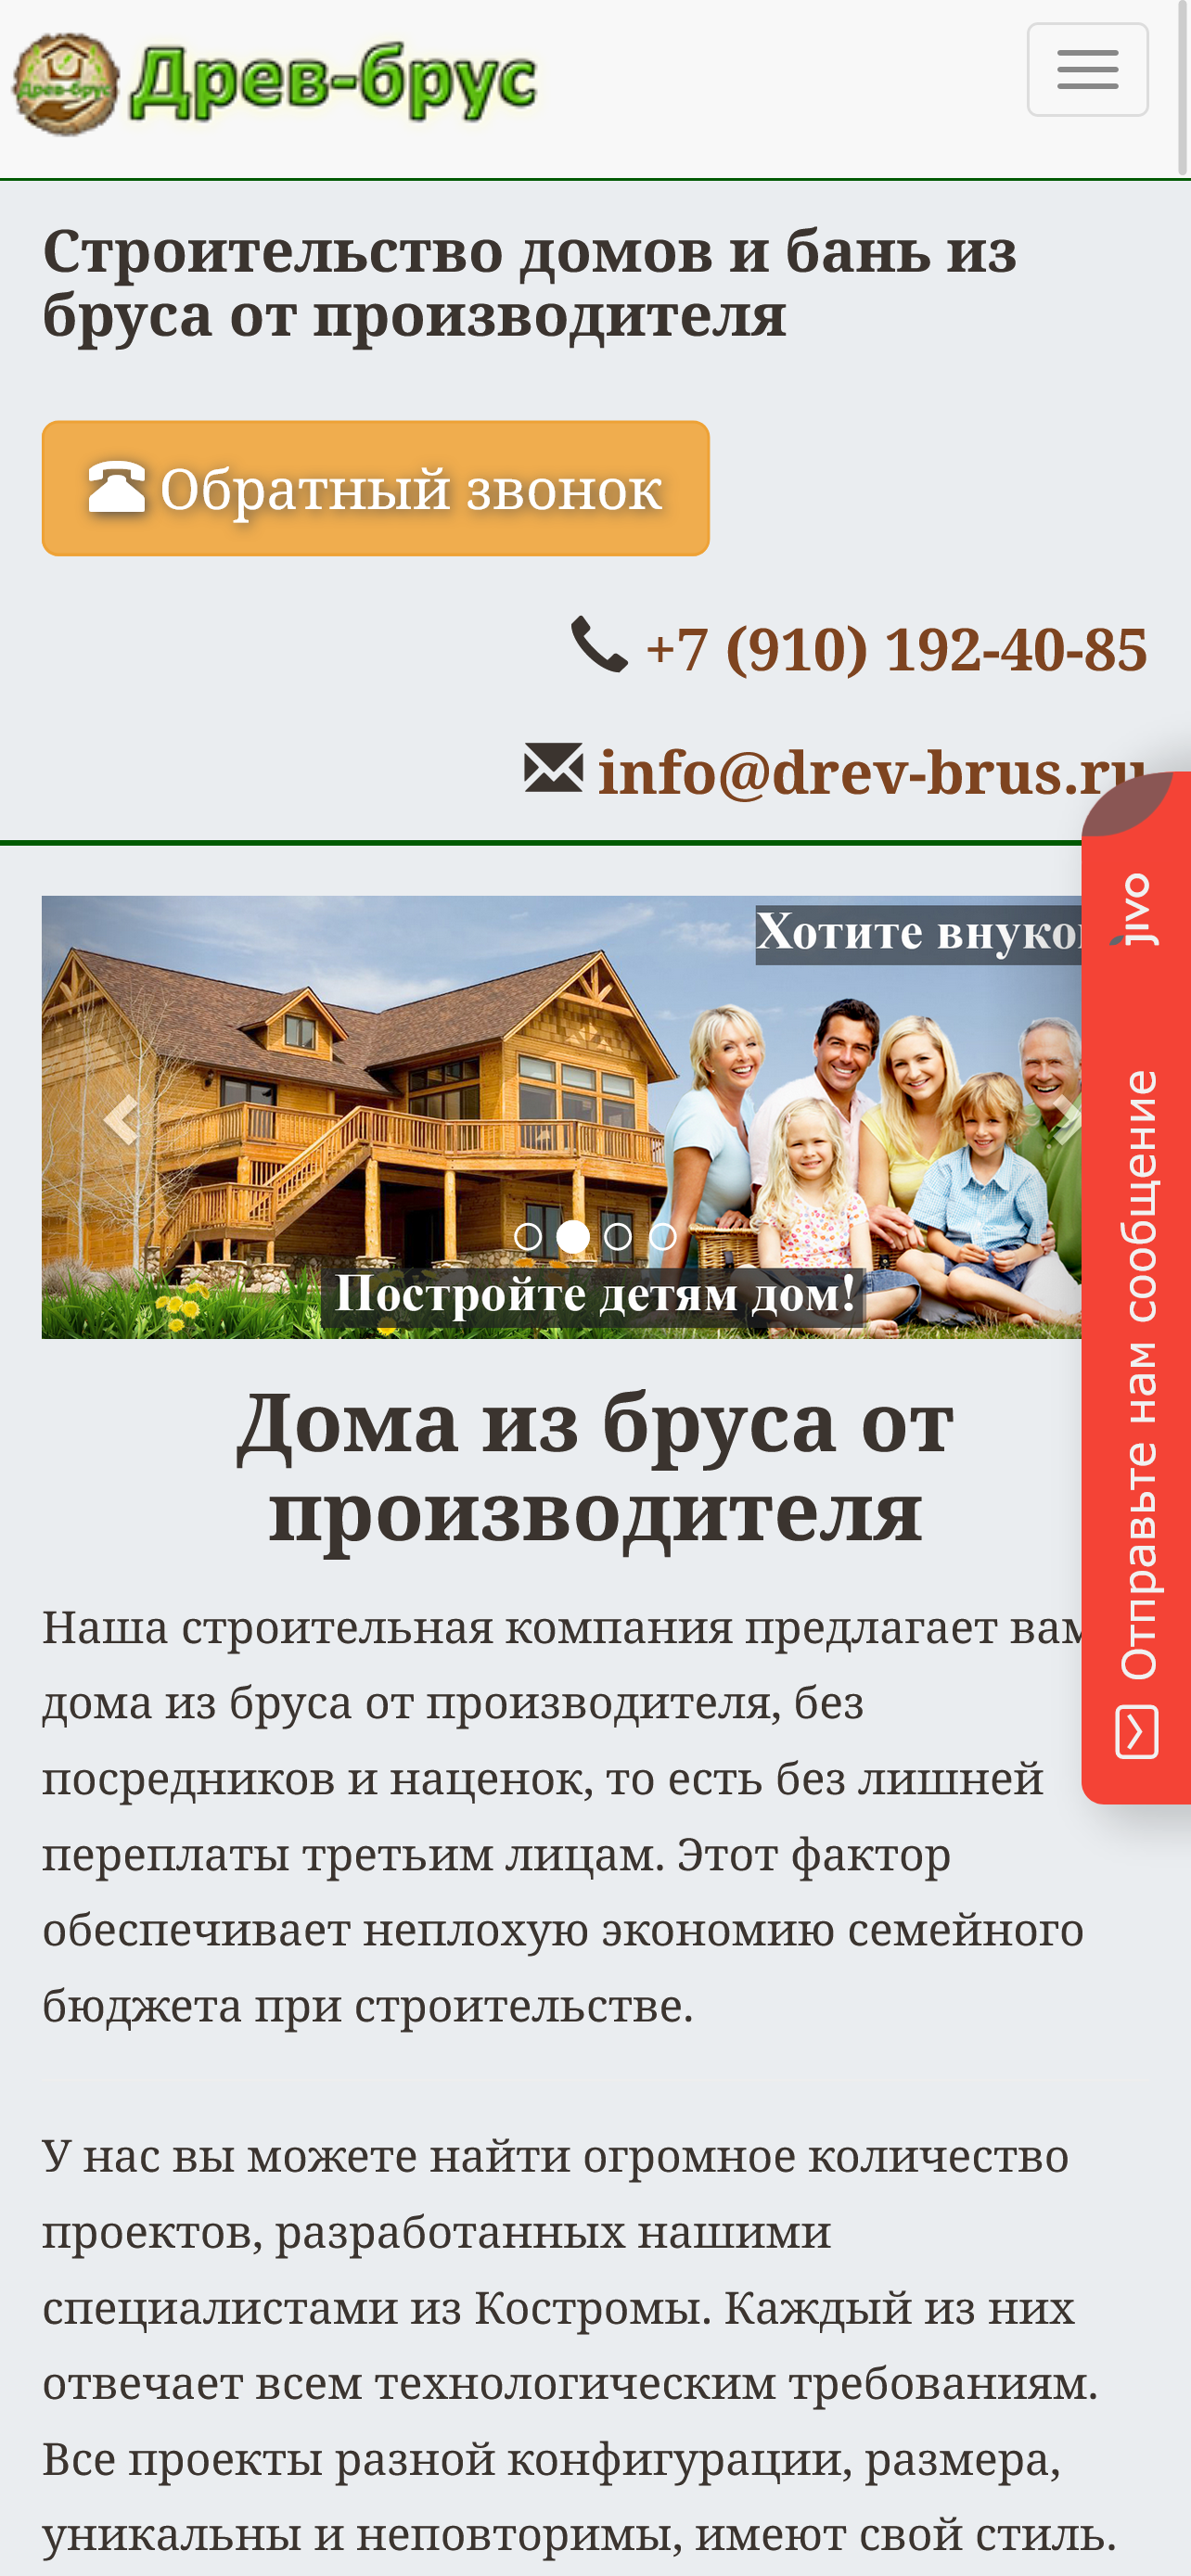 Древ-брус
Древ-брус
Строительство домов и бань из
бруса от производителя
Обратный звонок
+7 (910) 192-40-85
info@drev-brus.ru
Хотите
Постройте детям дом!
jivo
Отправьте нам сообщение
Дома из бруса от
производителя
Наша строительная компания предлагает вам
дома из бруса от производителя, без
посредников и наценок, то есть без лишней
переплаты третьим лицам. Этот фактор
обеспечивает неплохую экономию семейного
бюджета при строительстве.
У нас вы можете найти огромное количество
проектов, разработанных нашими
специалистами из Костромы. Каждый из них
отвечает всем технологическим требованиям.
Все проекты разной конфигурации, размера,
уникальны и неповторимы, имеют свой стиль.